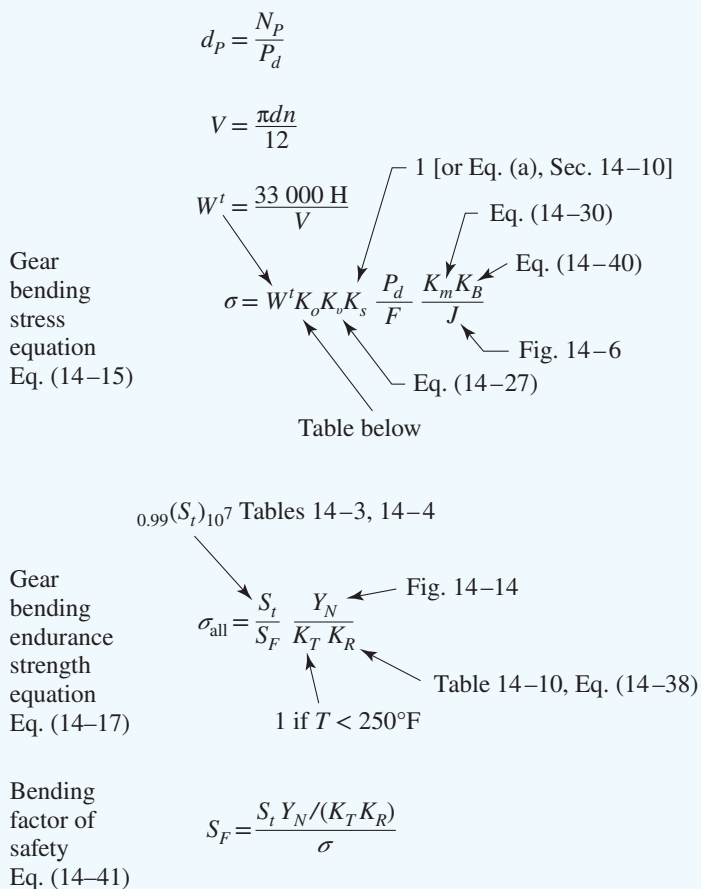 d_P = N_P / P_d
V = πdn / 12
1 [or Eq. (a), Sec. 14–10]
W^t = 33 000 H / V
Eq. (14–30)
Eq. (14–40)
Gear
bending
stress
equation
Eq. (14–15)
σ = W^t K_o K_v K_s P_d / F K_m K_B / J
Fig. 14–6
Eq. (14–27)
Table below
0.99(S_t)10^7 Tables 14–3, 14–4
Gear
bending
endurance
strength
equation
Eq. (14–17)
Fig. 14–14
σ_all = S_t / S_F Y_N / K_T K_R
Table 14–10, Eq. (14–38)
1 if T < 250°F
Bending
factor of
safety
Eq. (14–41)
S_F = S_t Y_N /(K_T K_R) / σ